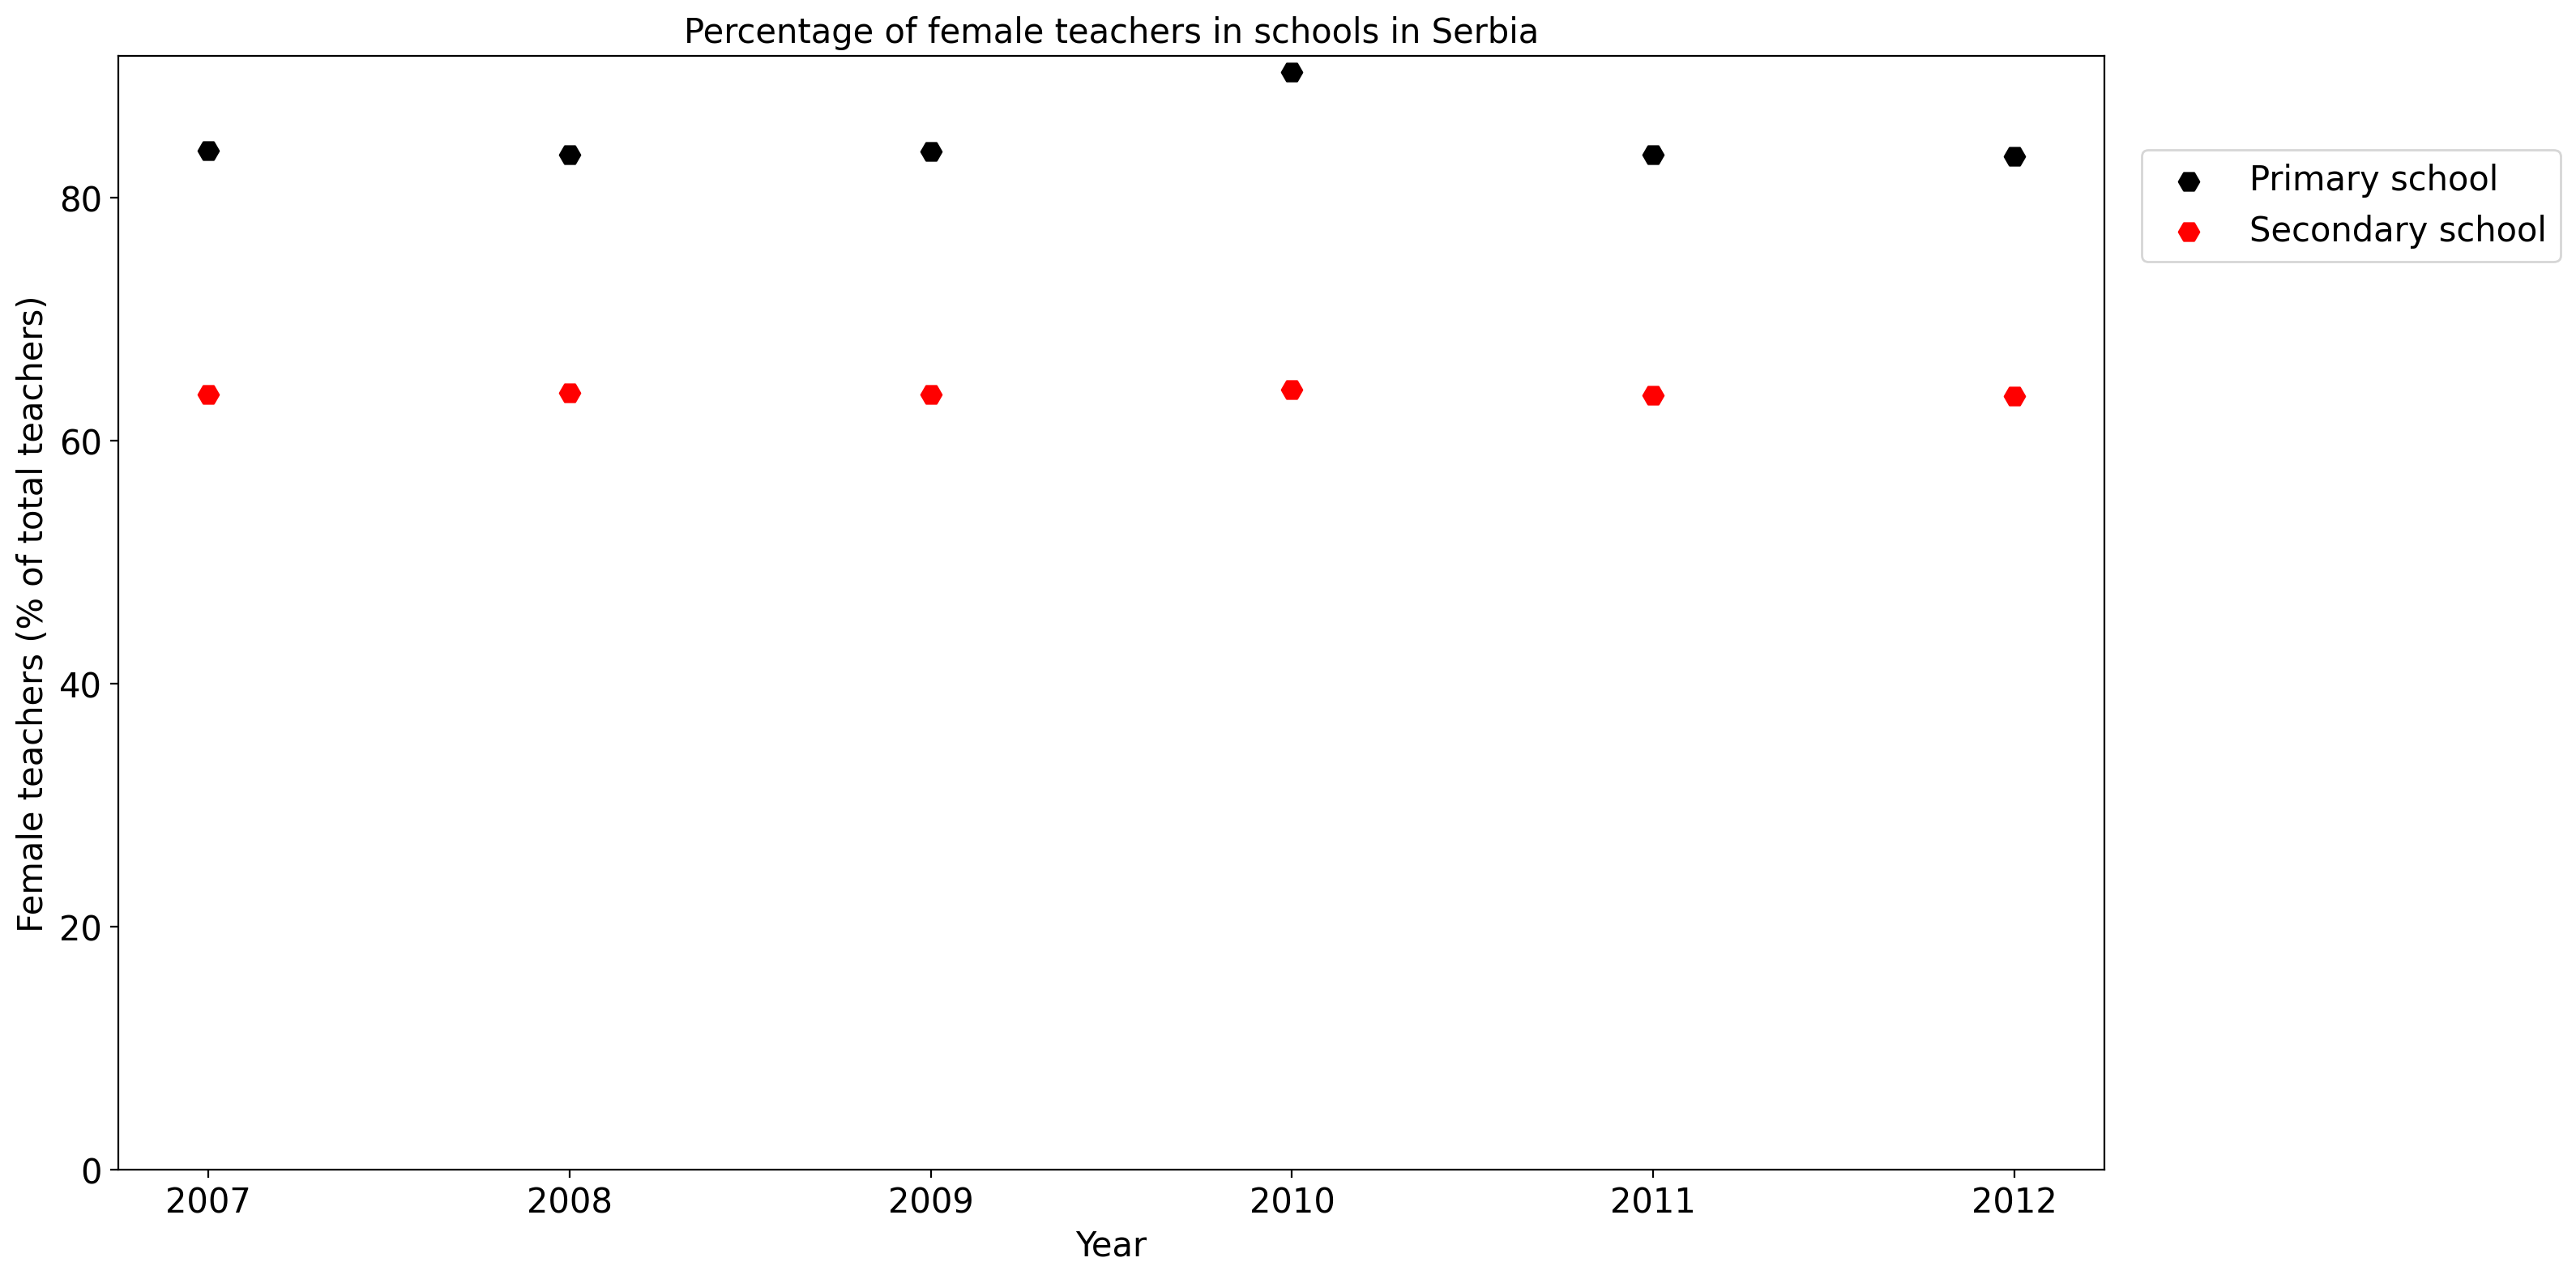 Percentage of female teachers in schools in Serbia
Female teachers (% of total teachers)
80
60
40
20
0
2007 2008 2009 2010 2011 2012
Year
Primary school
Secondary school